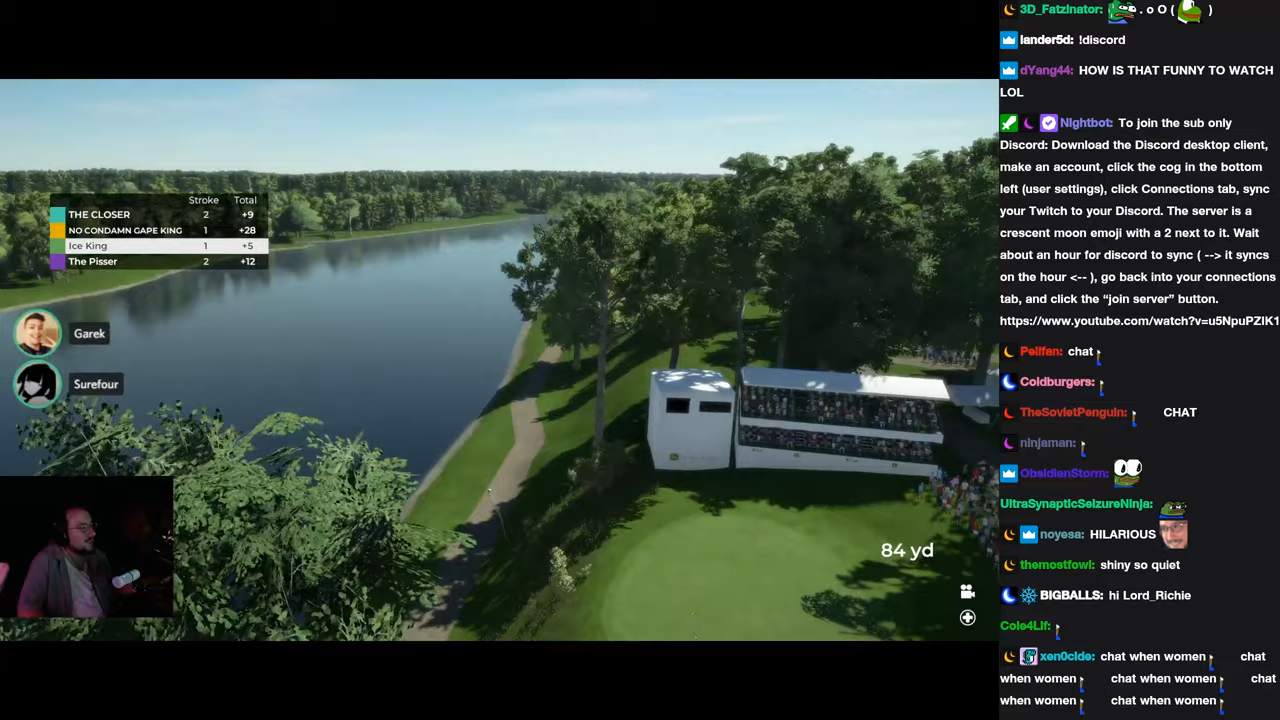 Stroke Total
THE CLOSER 2 +9
NO CONDAMN GAPE KING 1 +28
Ice King 1 +5
The Pisser 2 +12
Garek
Surefour
84 yd
3D_Fatzinator: . o O ( )
lander5d: !discord
dYang44: HOW IS THAT FUNNY TO WATCH
LOL
Nightbot: To join the sub only
Discord: Download the Discord desktop client,
make an account, click the cog in the bottom
left (user settings), click Connections tab, sync
your Twitch to your Discord. The server is a
crescent moon emoji with a 2 next to it. Wait
about an hour for discord to sync ( --> it syncs
on the hour <-- ), go back into your connections
tab, and click the “join server” button.
https://www.youtube.com/watch?v=u5NpuPZIK1
Pelifan: chat
Coldburgers:
TheSovietPenguin: CHAT
ninjaman:
ObsidianStorm:
UltraSynapticSeizureNinja:
noyesa: HILARIOUS
themostfowl: shiny so quiet
BIGBALLS: hi Lord_Richie
Cole4Lif:
xen0cide: chat when women chat
when women chat when women chat
when women chat when women